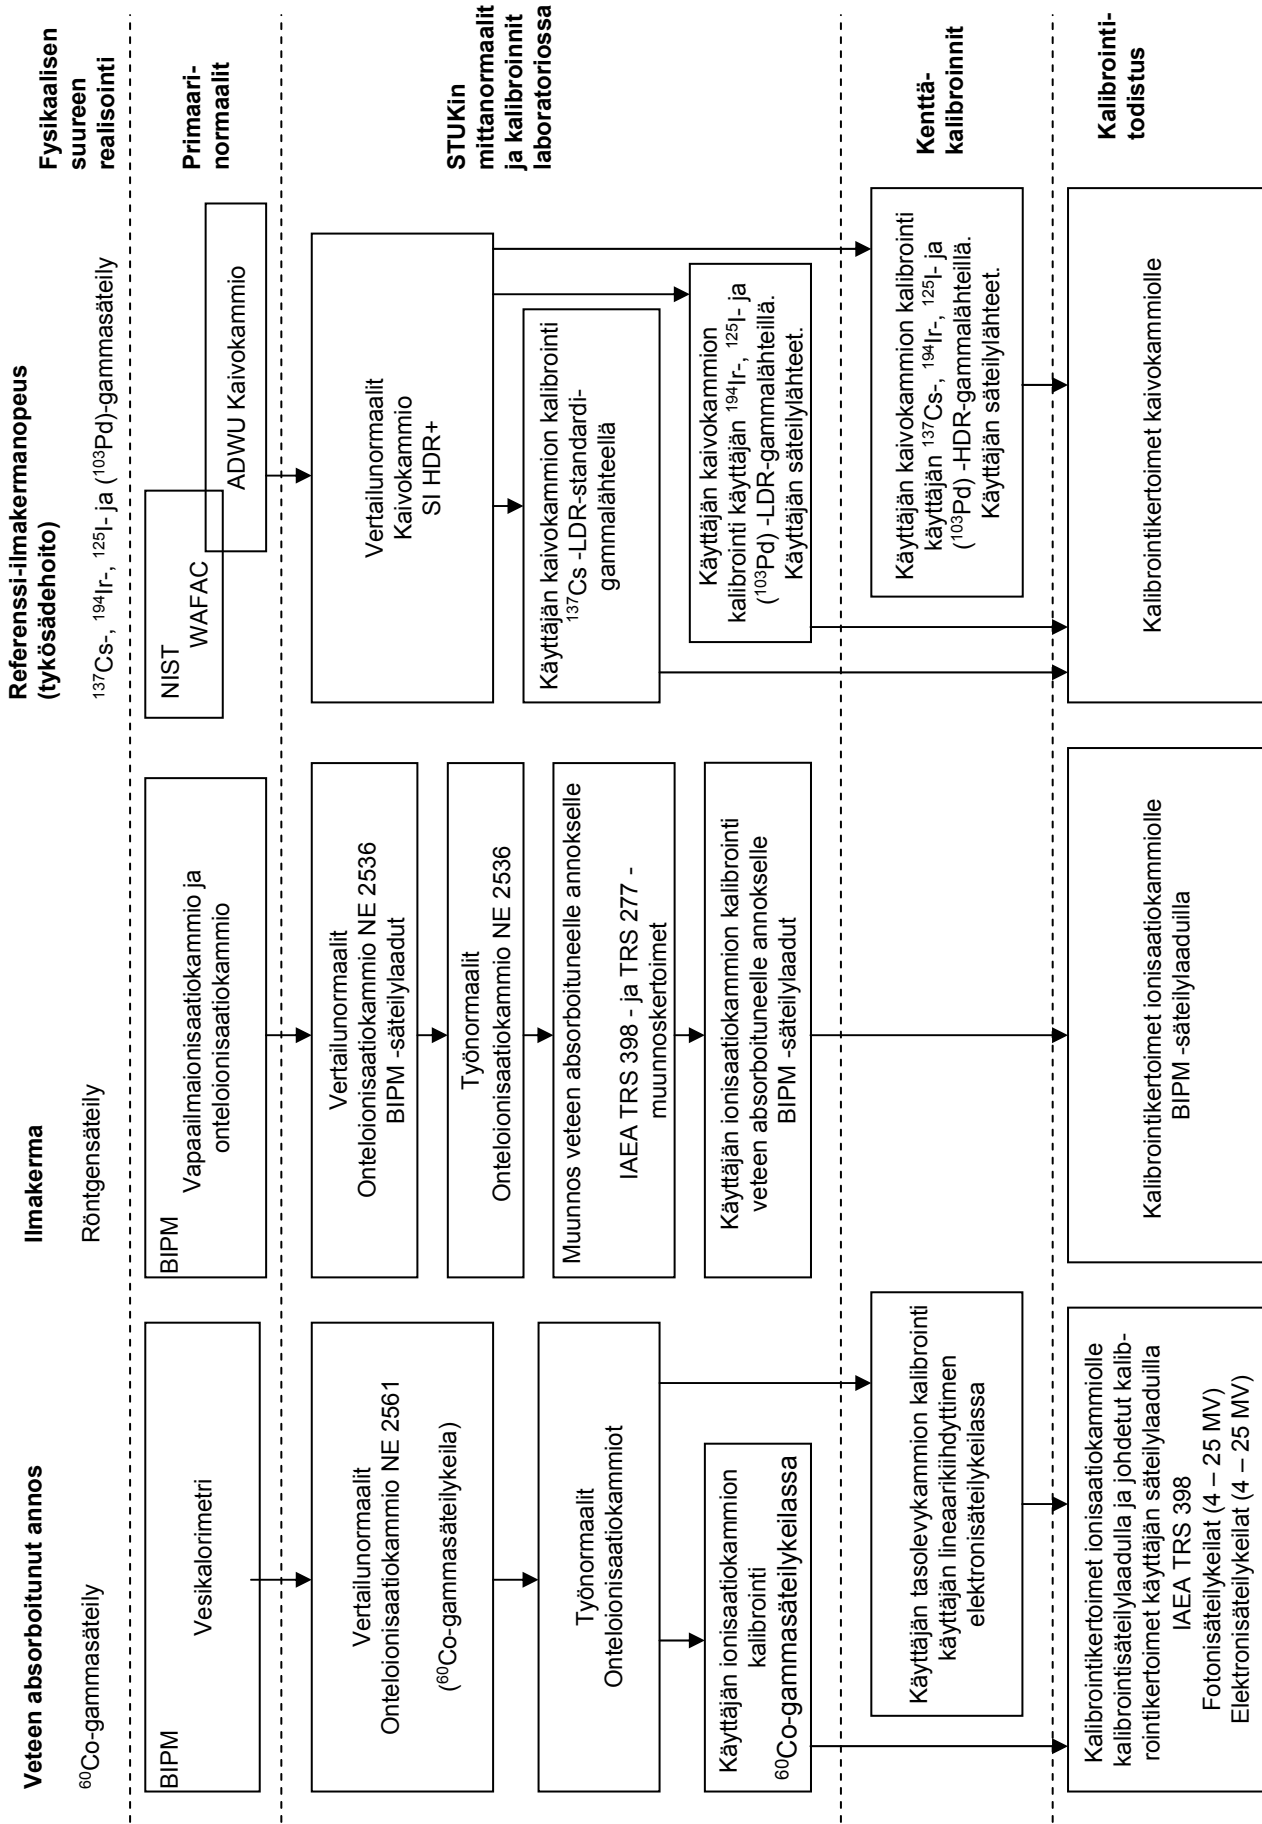 Veteen absorboitunut annos
⁶⁰Co-gammasäteily
BIPM
Vesikalorimetri
Vertailunormaalit
Onteloionisaatiokammio NE 2561
(⁶⁰Co-gammasäteilykeila)
Työnormaalit
Onteloionisaatiokammiot
Käyttäjän ionisaatiokammion
kalibrointi
⁶⁰Co-gammasäteilykeilassa
Käyttäjän tasolevykammion kalibrointi
käyttäjän lineaarikiihdyttimen
elektronisäteilykeilassa
Kalibrointikertoimet ionisaatiokammiolle
kalibrointisäteilylaadulla ja johdetut kalib-
rointikertoimet käyttäjän säteilylaaduilla
IAEA TRS 398
Fotonisäteilykeilat (4 – 25 MV)
Elektronisäteilykeilat (4 – 25 MV)
Ilmakerma
Röntgensäteily
BIPM
Vapaailmaionisaatiokammio ja
onteloionisaatiokammio
Vertailunormaalit
Onteloionisaatiokammio NE 2536
BIPM -säteilylaadut
Työnormaalit
Onteloionisaatiokammio NE 2536
Muunnos veteen absorboituneelle annokselle
IAEA TRS 398 - ja TRS 277 -
muunnoskertoimet
Käyttäjän ionisaatiokammion kalibrointi
veteen absorboituneelle annokselle
BIPM -säteilylaadut
Kalibrointikertoimet ionisaatiokammiolle
BIPM -säteilylaaduilla
Referenssi-ilmakermanopeus
(tykösädehoito)
¹³⁷Cs-, ¹⁹⁴Ir-, ¹²⁵I- ja (¹⁰³Pd)-gammasäteily
NIST
WAFAC
ADWU Kaivokammio
Vertailunormaalit
Kaivokammio
SI HDR+
Käyttäjän kaivokammion kalibrointi
¹³⁷Cs -LDR-standardi-
gammalähteellä
Käyttäjän kaivokammion
kalibrointi käyttäjän ¹⁹⁴Ir-, ¹²⁵I- ja
(¹⁰³Pd) -LDR-gammalähteillä.
Käyttäjän säteilylähteet.
Käyttäjän kaivokammion kalibrointi
käyttäjän ¹³⁷Cs-, ¹⁹⁴Ir-, ¹²⁵I- ja
(¹⁰³Pd) -HDR-gammalähteillä.
Käyttäjän säteilylähteet.
Kalibrointikertoimet kaivokammiolle
Fysikaalisen
suureen
realisointi
Primaari-
normaalit
STUKin
mittanormaalit
ja kalibroinnit
laboratoriossa
Kenttä-
kalibroinnit
Kalibrointi-
todistus